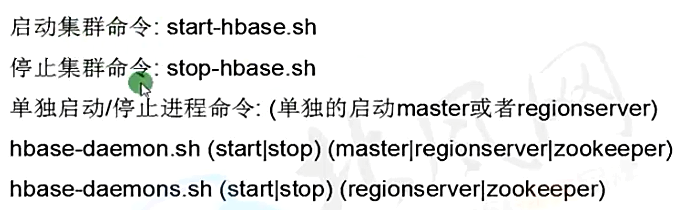 启动集群命令: start-hbase.sh
停止集群命令: stop-hbase.sh
单独启动/停止进程命令: (单独的启动master或者regionserver)
hbase-daemon.sh (start|stop) (master|regionserver|zookeeper)
hbase-daemons.sh (start|stop) (regionserver|zookeeper)